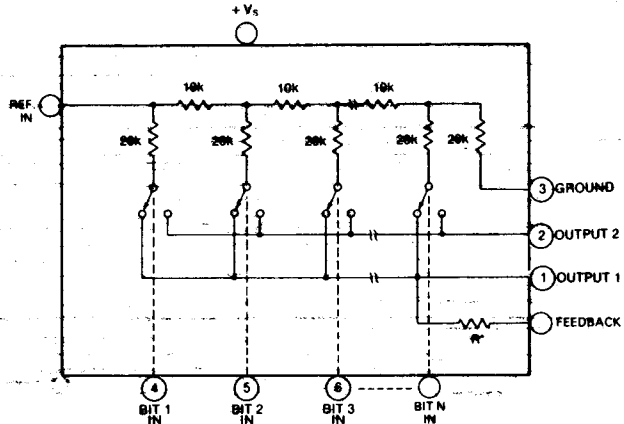 + Vs
10k 10k 10k
REF. IN
20k 20k 20k 20k 20k
3 GROUND
2 OUTPUT 2
1 OUTPUT 1
FEEDBACK
R
4 5 6
BIT 1 IN
BIT 2 IN
BIT 3 IN
BIT N IN